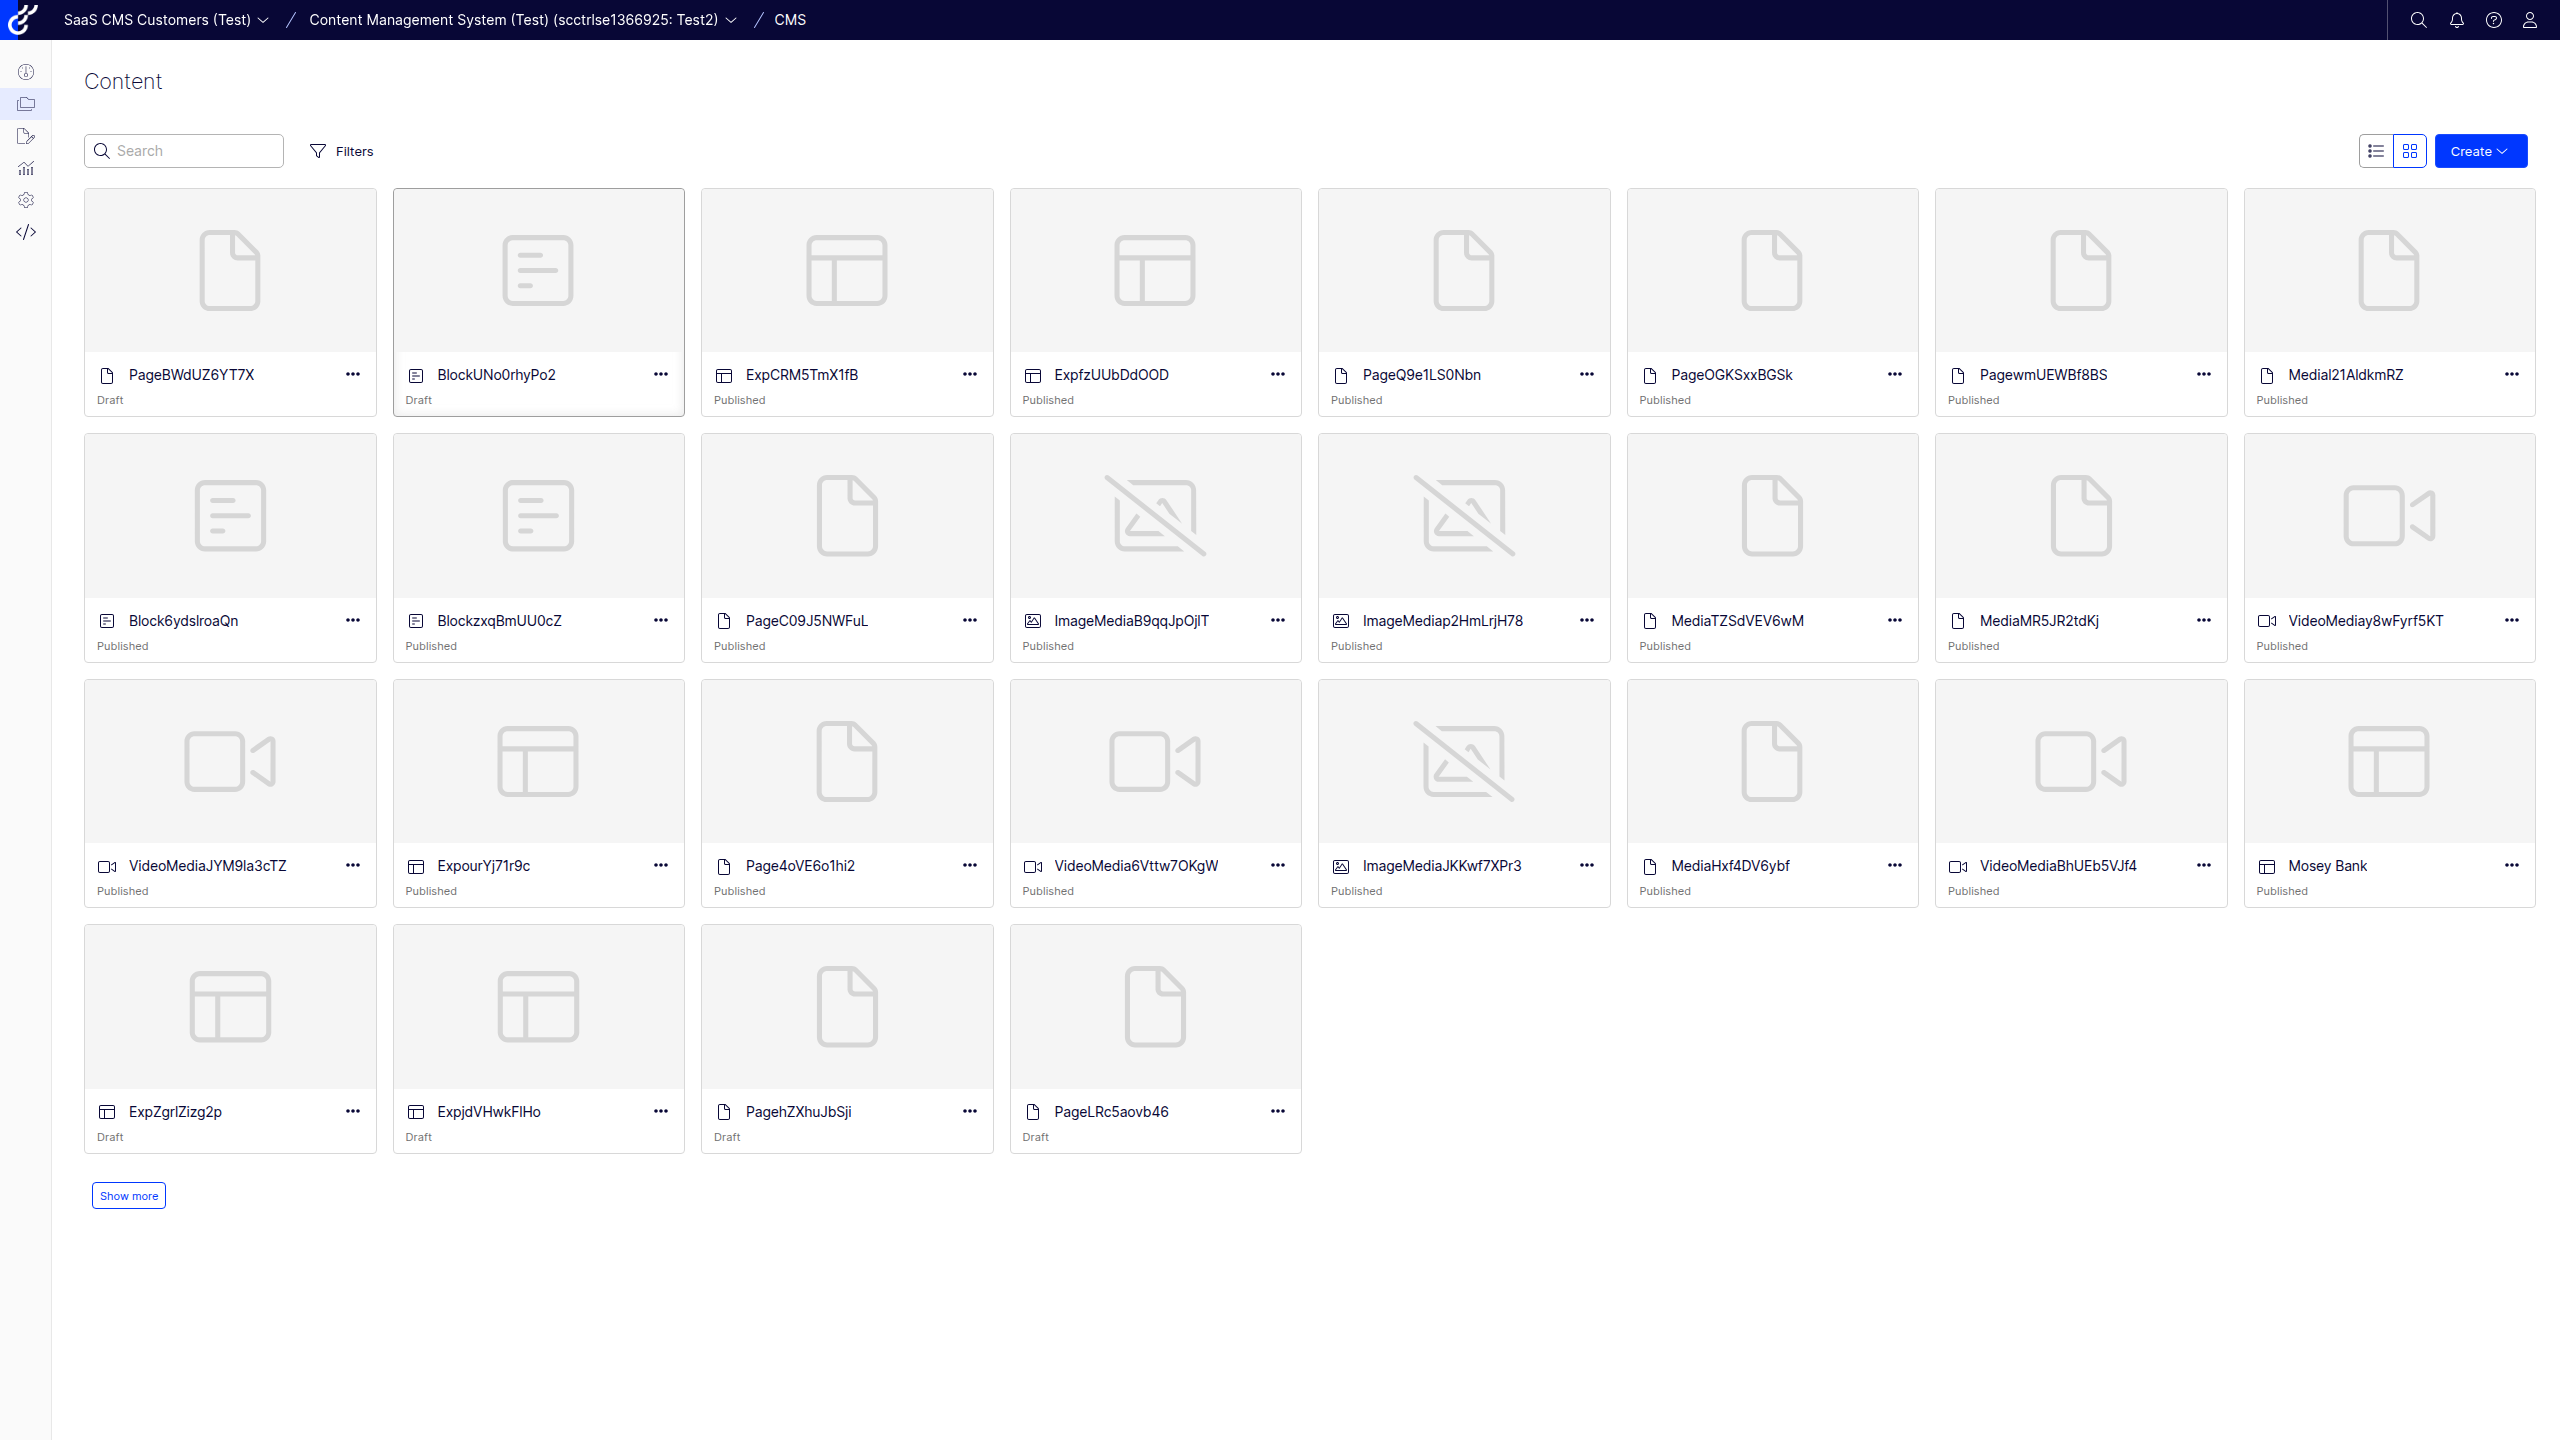 SaaS CMS Customers (Test) / Content Management System (Test) (scctrlse1366925: Test2) / CMS
Content
Search Filters Create
PageBWdUZ6YT7X BlockUNo0rhyPo2 ExpCRM5TmX1fB ExpfzUUbDdOOD PageQ9e1LS0Nbn PageOGKSxxBGSk PagewmUEWBf8BS MediaI21AldkmRZ
Draft Draft Published Published Published Published Published Published
Block6ydslroaQn BlockzxqBmUU0cZ PageC09J5NWFuL ImageMediaB9qqJpOjlT ImageMediap2HmLrjH78 MediaTZSdVEV6wM MediaMR5JR2tdKj VideoMediay8wFyrf5KT
Published Published Published Published Published Published Published Published
VideoMediaJYM9la3cTZ ExpourYj71r9c Page4oVE6o1hi2 VideoMedia6Vttw7OKgW ImageMediaJKKwf7XPr3 MediaHxf4DV6ybf VideoMediaBhUEb5VJf4 Mosey Bank
Published Published Published Published Published Published Published Published
ExpZgrlZizg2p ExpjdVHwkFlHo PagehZXhuJbSji PageLRc5aovb46
Draft Draft Draft Draft
Show more